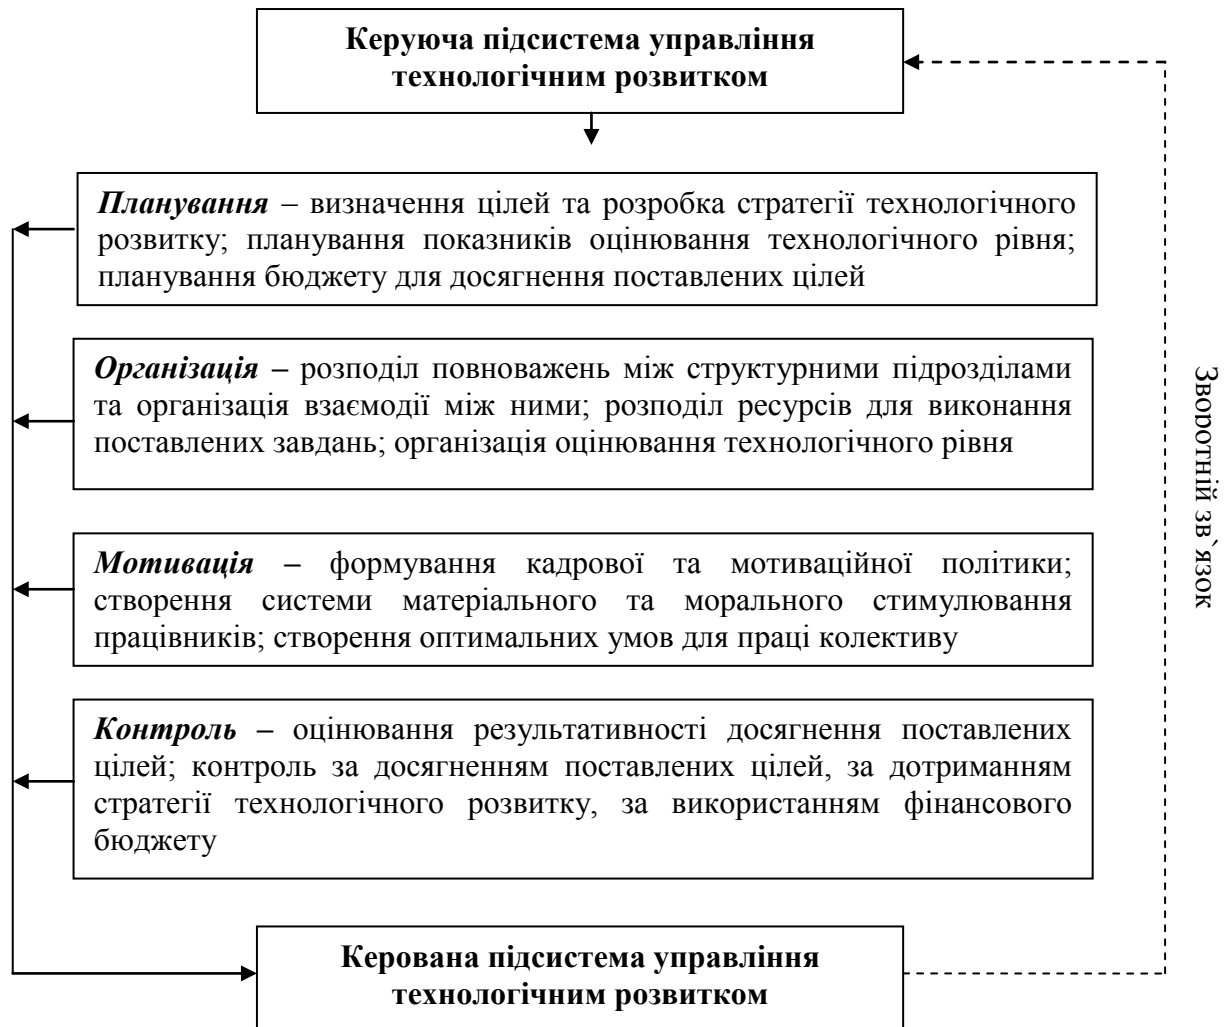 Керуюча підсистема управління
технологічним розвитком
Планування – визначення цілей та розробка стратегії технологічного
розвитку; планування показників оцінювання технологічного рівня;
планування бюджету для досягнення поставлених цілей
Організація – розподіл повноважень між структурними підрозділами
та організація взаємодії між ними; розподіл ресурсів для виконання
поставлених завдань; організація оцінювання технологічного рівня
Мотивація – формування кадрової та мотиваційної політики;
створення системи матеріального та морального стимулювання
працівників; створення оптимальних умов для праці колективу
Контроль – оцінювання результативності досягнення поставлених
цілей; контроль за досягненням поставлених цілей, за дотриманням
стратегії технологічного розвитку, за використанням фінансового
бюджету
Керована підсистема управління
технологічним розвитком
Зворотній зв`язок